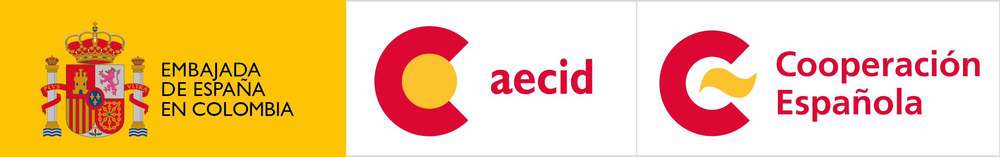 PLVS VLTRA
EMBAJADA
DE ESPAÑA
EN COLOMBIA
aecid
Cooperación
Española